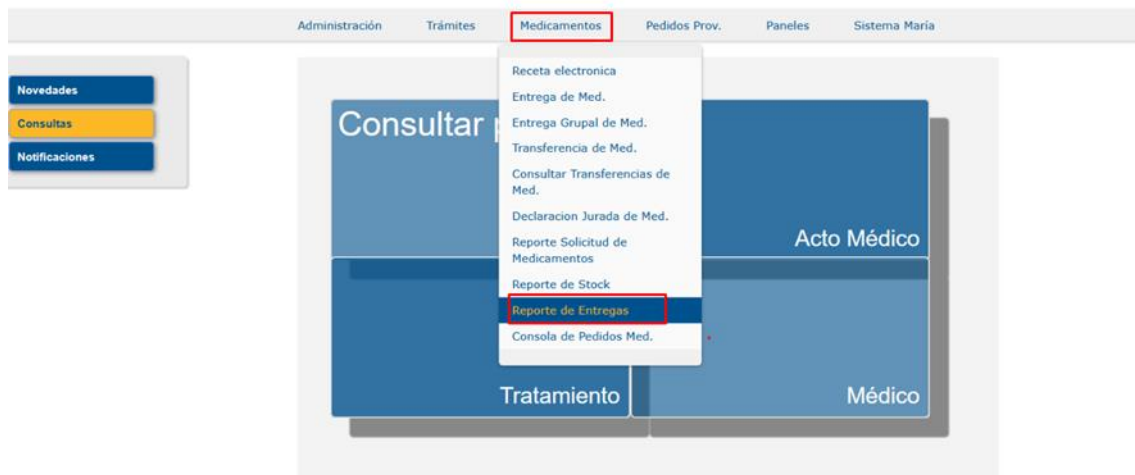 Administración Trámites Medicamentos Pedidos Prov. Paneles Sistema María
Novedades
Consultas
Notificaciones
Receta electronica
Entrega de Med.
Entrega Grupal de Med.
Transferencia de Med.
Consultar Transferencias de
Med.
Declaracion Jurada de Med.
Reporte Solicitud de
Medicamentos
Reporte de Stock
Reporte de Entregas
Consola de Pedidos Med.
Consultar
Acto Médico
Tratamiento
Médico